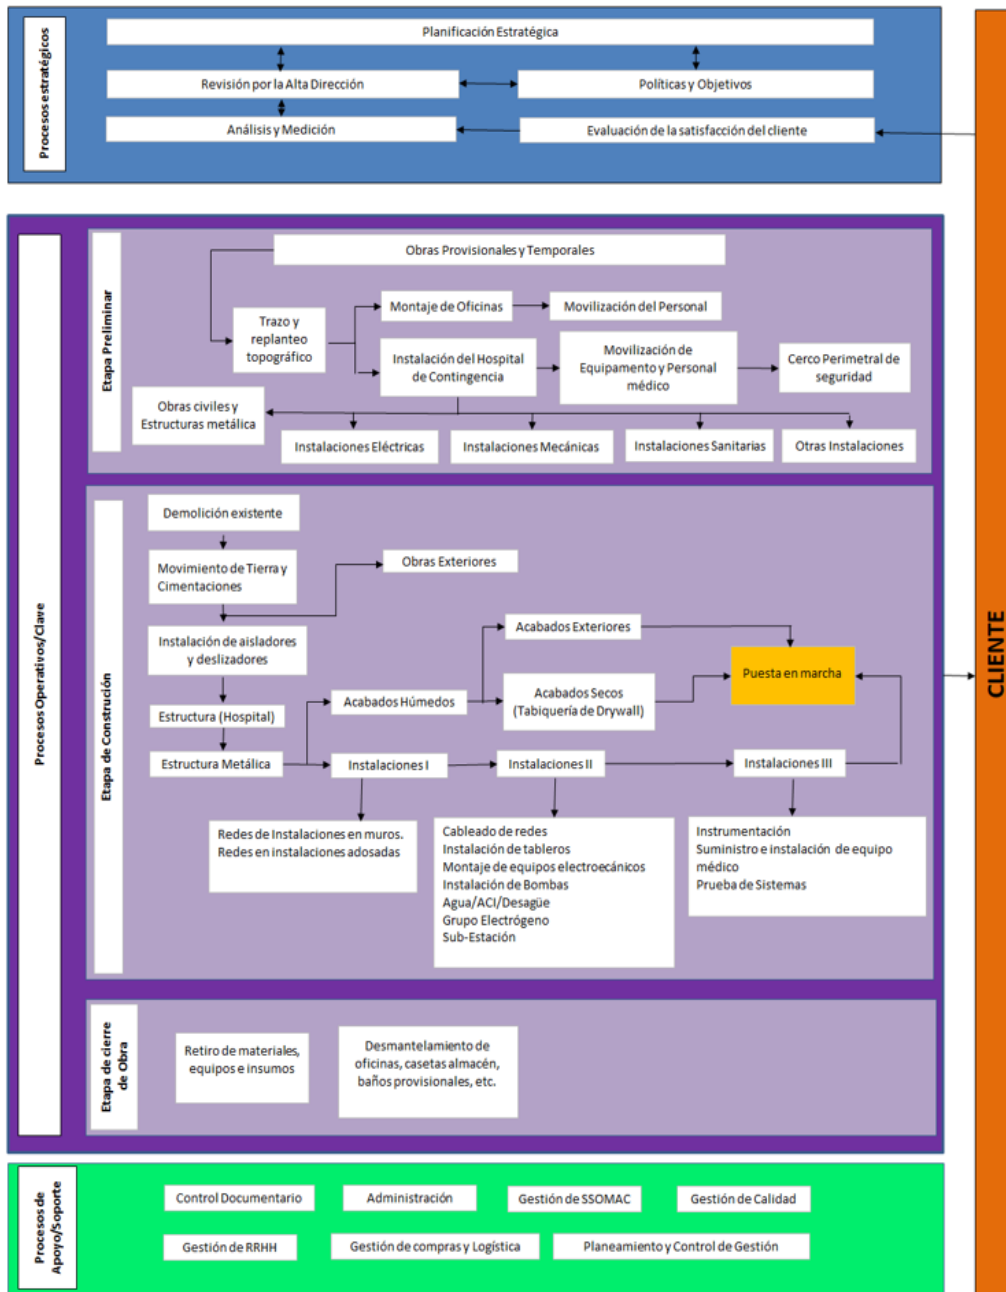 Procesos estratégicos
Planificación Estratégica
Revisión por la Alta Dirección
Políticas y Objetivos
Análisis y Medición
Evaluación de la satisfacción del cliente
CLIENTE
Procesos Operativos/Clave
Etapa Preliminar
Obras Provisionales y Temporales
Trazo y
replanteo
topográfico
Montaje de Oficinas
Movilización del Personal
Instalación del Hospital
de Contingencia
Movilización de
Equipamento y Personal
médico
Cerco Perimetral de
seguridad
Obras civiles y
Estructuras metálica
Instalaciones Eléctricas
Instalaciones Mecánicas
Instalaciones Sanitarias
Otras Instalaciones
Etapa de Construción
Demolición existente
Movimiento de Tierra y
Cimentaciones
Obras Exteriores
Instalación de aisladores
y deslizadores
Acabados Exteriores
Puesta en marcha
Estructura (Hospital)
Acabados Húmedos
Acabados Secos
(Tabiquería de Drywall)
Estructura Metálica
Instalaciones I
Instalaciones II
Instalaciones III
Redes de Instalaciones en muros.
Redes en instalaciones adosadas
Cableado de redes
Instalación de tableros
Montaje de equipos electroecánicos
Instalación de Bombas
Agua/ACI/Desagüe
Grupo Electrógeno
Sub-Estación
Instrumentación
Suministro e instalación de equipo
médico
Prueba de Sistemas
Etapa de cierre
de Obra
Retiro de materiales,
equipos e insumos
Desmantelamiento de
oficinas, casetas almacén,
baños provisionales, etc.
Procesos de
Apoyo/Soporte
Control Documentario
Administración
Gestión de SSOMAC
Gestión de Calidad
Gestión de RRHH
Gestión de compras y Logística
Planeamiento y Control de Gestión